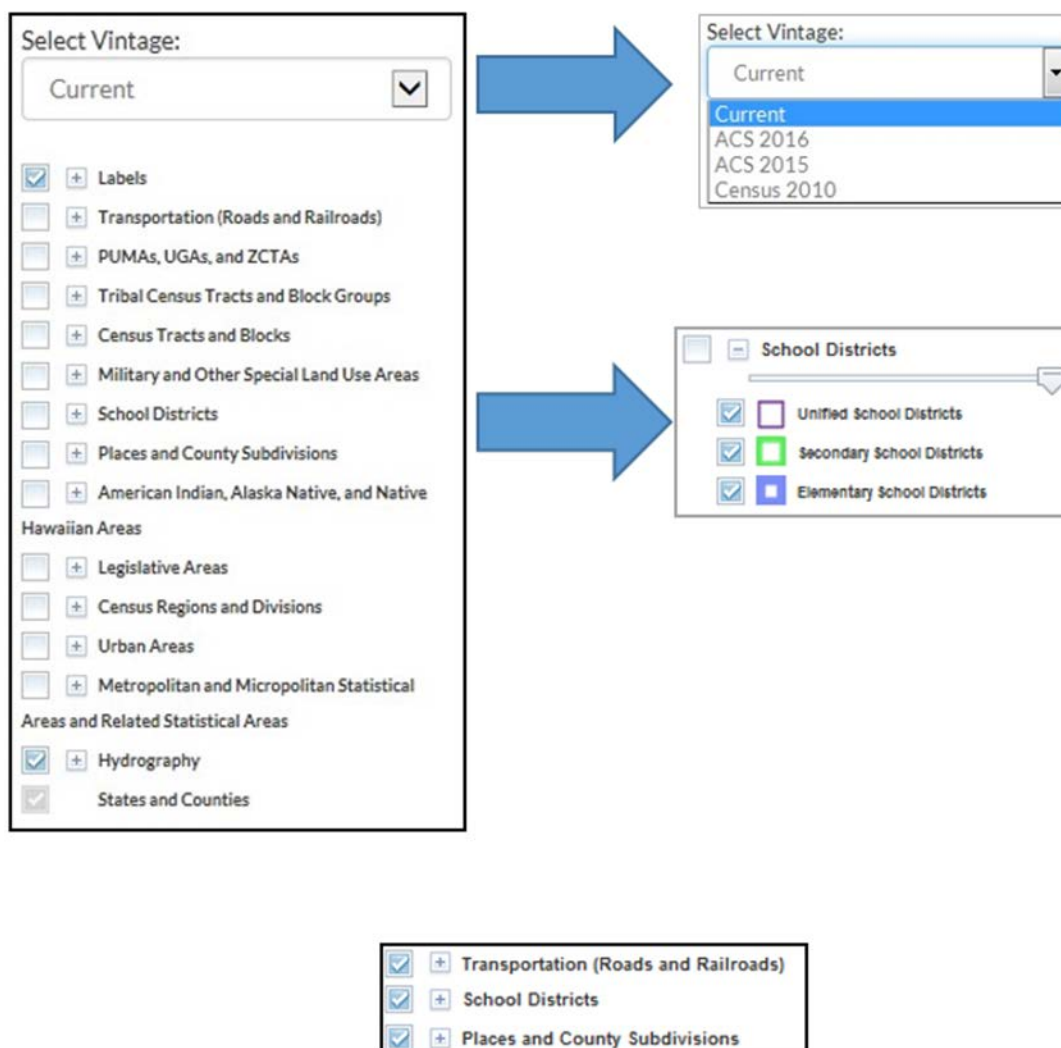 Select Vintage:
Current
Labels
Transportation (Roads and Railroads)
PUMAs, UGAs, and ZCTAs
Tribal Census Tracts and Block Groups
Census Tracts and Blocks
Military and Other Special Land Use Areas
School Districts
Places and County Subdivisions
American Indian, Alaska Native, and Native
Hawaiian Areas
Legislative Areas
Census Regions and Divisions
Urban Areas
Metropolitan and Micropolitan Statistical
Areas and Related Statistical Areas
Hydrography
States and Counties
Select Vintage:
Current
Current
ACS 2016
ACS 2015
Census 2010
School Districts
Unified School Districts
Secondary School Districts
Elementary School Districts
Transportation (Roads and Railroads)
School Districts
Places and County Subdivisions